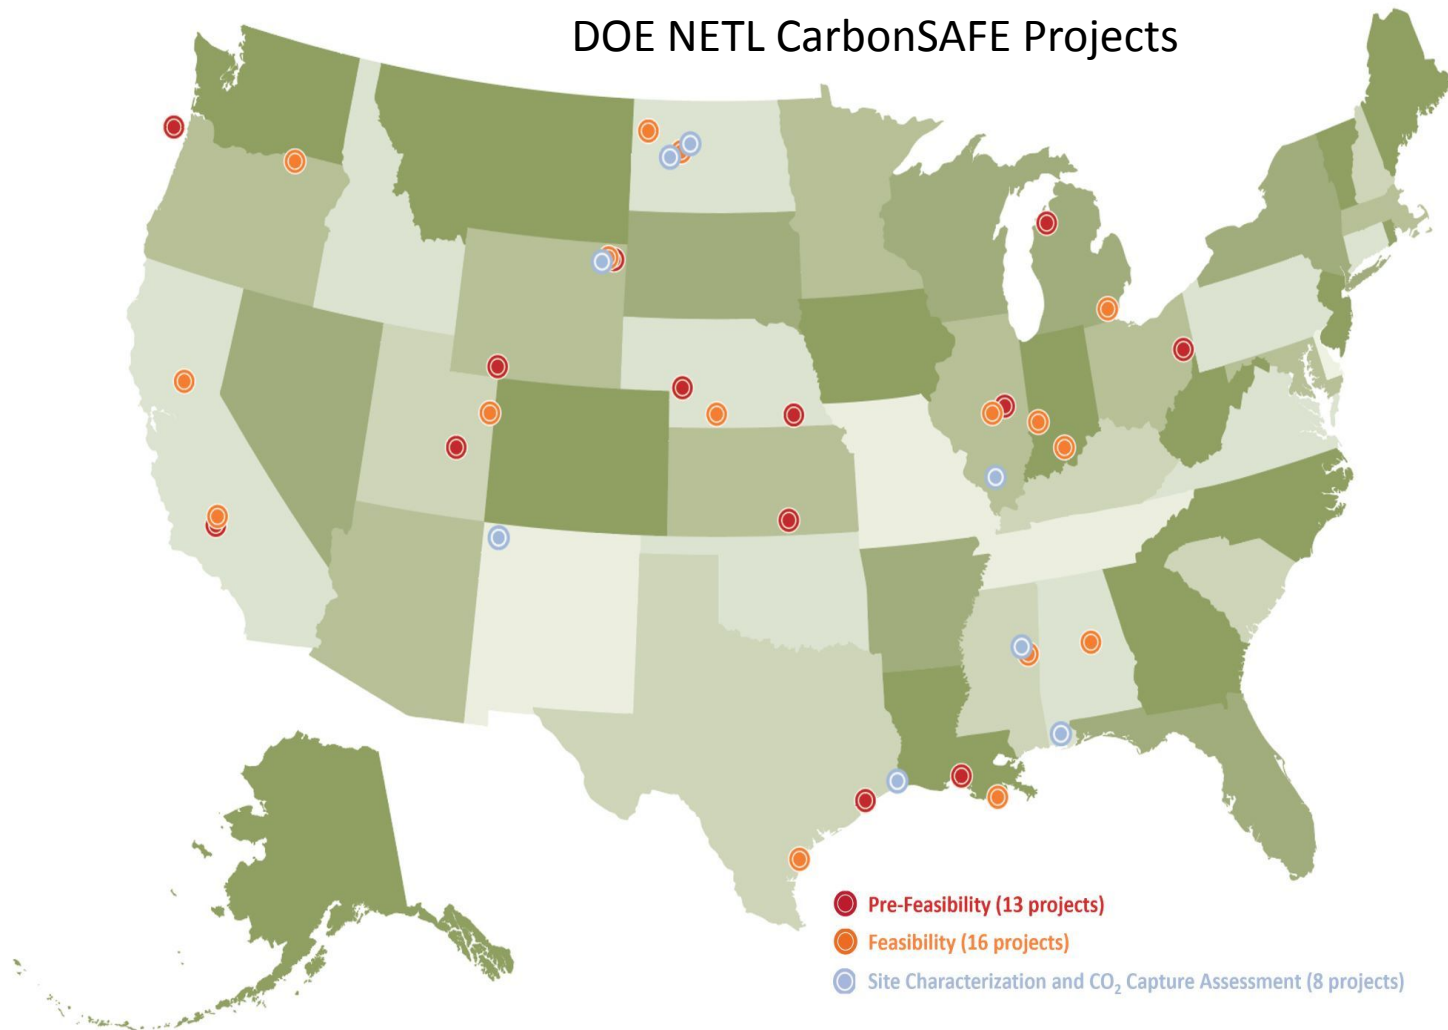 DOE NETL CarbonSAFE Projects
Pre-Feasibility (13 projects)
Feasibility (16 projects)
Site Characterization and CO₂ Capture Assessment (8 projects)